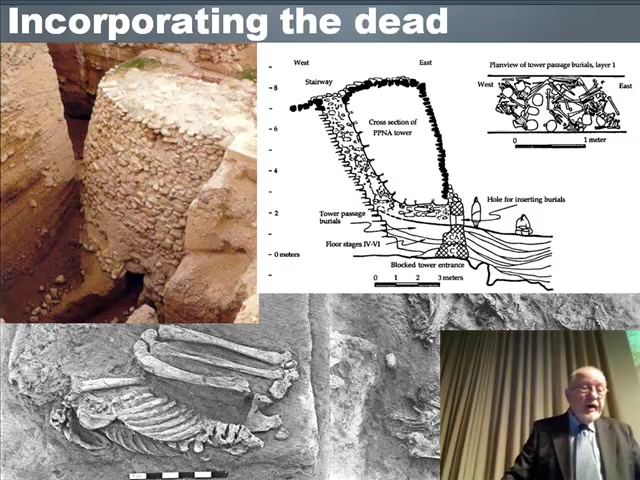 Incorporating the dead
West
East
Stairway
8
6
4
2
0 meters
Cross section of
PPNA tower
Tower passage
burials
Floor stages IV-VI
Blocked tower entrance
0 1 2 3 meters
Hole for inserting burials
Planview of tower passage burials, layer 1
West
East
0 1 meter